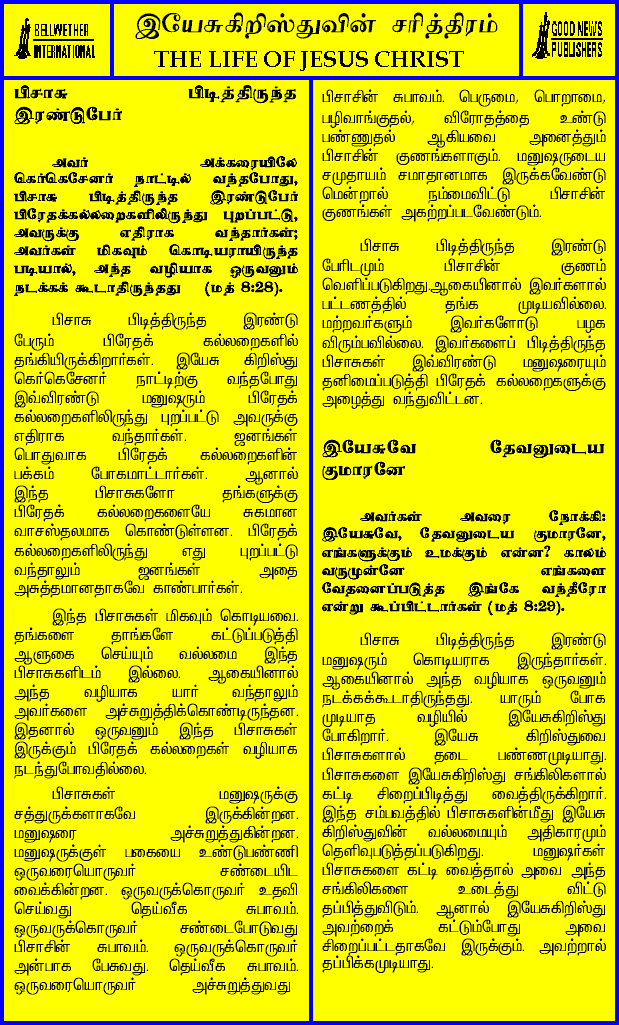 BELLWETHER
INTERNATIONAL
இயேசுகிறிஸ்துவின் சரித்திரம்
THE LIFE OF JESUS CHRIST
GOOD NEWS
PUBLISHERS
பிசாசு பிடித்திருந்த
இரண்டுபேர்
அவர் அக்கரையிலே
கெர்கெசேனர் நாட்டில் வந்தபோது,
பிசாசு பிடித்திருந்த இரண்டுபேர்
பிரேதக்கல்லறைகளிலிருந்து புறப்பட்டு,
அவருக்கு எதிராக வந்தார்கள்;
அவர்கள் மிகவும் கொடியராயிருந்த
படியால், அந்த வழியாக ஒருவனும்
நடக்கக் கூடாதிருந்தது (மத் 8:28).
பிசாசு பிடித்திருந்த இரண்டு
பேரும் பிரேதக் கல்லறைகளில்
தங்கியிருக்கிறார்கள். இயேசு கிறிஸ்து
கெர்கெசேனர் நாட்டிற்கு வந்தபோது
இவ்விரண்டு மனுஷரும் பிரேதக்
கல்லறைகளிலிருந்து புறப்பட்டு அவருக்கு
எதிராக வந்தார்கள். ஜனங்கள்
பொதுவாக பிரேதக் கல்லறைகளின்
பக்கம் போகமாட்டார்கள். ஆனால்
இந்த பிசாசுகளோ தங்களுக்கு
பிரேதக் கல்லறைகளையே சுகமான
வாசஸ்தலமாக கொண்டுள்ளன. பிரேதக்
கல்லறைகளிலிருந்து எது புறப்பட்டு
வந்தாலும் ஜனங்கள் அதை
அசுத்தமானதாகவே காண்பார்கள்.
இந்த பிசாசுகள் மிகவும் கொடியவை.
தங்களை தாங்களே கட்டுப்படுத்தி
ஆளுகை செய்யும் வல்லமை இந்த
பிசாசுகளிடம் இல்லை. ஆகையினால்
அந்த வழியாக யார் வந்தாலும்
அவர்களை அச்சுறுத்திக்கொண்டிருந்தன.
இதனால் ஒருவனும் இந்த பிசாசுகள்
இருக்கும் பிரேதக் கல்லறைகள் வழியாக
நடந்துபோவதில்லை.
பிசாசுகள் மனுஷருக்கு
சத்துருக்களாகவே இருக்கின்றன.
மனுஷரை அச்சுறுத்துகின்றன.
மனுஷருக்குள் பகையை உண்டுபண்ணி
ஒருவரையொருவர் சண்டையிட
வைக்கின்றன. ஒருவருக்கொருவர் உதவி
செய்வது தெய்வீக சுபாவம்.
ஒருவருக்கொருவர் சண்டைபோடுவது
பிசாசின் சுபாவம். ஒருவருக்கொருவர்
அன்பாக பேசுவது. தெய்வீக சுபாவம்.
ஒருவரையொருவர் அச்சுறுத்துவது
பிசாசின் சுபாவம். பெருமை, பொறாமை,
பழிவாங்குதல், விரோதத்தை உண்டு
பண்ணுதல் ஆகியவை அனைத்தும்
பிசாசின் குணங்களாகும். மனுஷருடைய
சமுதாயம் சமாதானமாக இருக்கவேண்டு
மென்றால் நம்மைவிட்டு பிசாசின்
குணங்கள் அகற்றப்படவேண்டும்.
பிசாசு பிடித்திருந்த இரண்டு
பேரிடமும் பிசாசின் குணம்
வெளிப்படுகிறது.ஆகையினால் இவர்களால்
பட்டணத்தில் தங்க முடியவில்லை.
மற்றவர்களும் இவர்களோடு பழக
விரும்பவில்லை. இவர்களைப் பிடித்திருந்த
பிசாசுகள் இவ்விரண்டு மனுஷரையும்
தனிமைப்படுத்தி பிரேதக் கல்லறைகளுக்கு
அழைத்து வந்துவிட்டன.
இயேசுவே தேவனுடைய
குமாரனே
அவர்கள் அவரை நோக்கி:
இயேசுவே, தேவனுடைய குமாரனே,
எங்களுக்கும் உமக்கும் என்ன? காலம்
வருமுன்னே எங்களை
வேதனைப்படுத்த இங்கே வந்தீரோ
என்று கூப்பிட்டார்கள் (மத் 8:29).
பிசாசு பிடித்திருந்த இரண்டு
மனுஷரும் கொடியராக இருந்தார்கள்.
ஆகையினால் அந்த வழியாக ஒருவனும்
நடக்கக்கூடாதிருந்தது. யாரும் போக
முடியாத வழியில் இயேசுகிறிஸ்து
போகிறார். இயேசு கிறிஸ்துவை
பிசாசுகளால் தடை பண்ணமுடியாது.
பிசாசுகளை இயேசுகிறிஸ்து சங்கிலிகளால்
கட்டி சிறைப்பிடித்து வைத்திருக்கிறார்.
இந்த சம்பவத்தில் பிசாசுகளின்மீது இயேசு
கிறிஸ்துவின் வல்லமையும் அதிகாரமும்
தெளிவுபடுத்தப்படுகிறது. மனுஷர்கள்
பிசாசுகளை கட்டி வைத்தால் அவை அந்த
சங்கிலிகளை உடைத்து விட்டு
தப்பித்துவிடும். ஆனால் இயேசுகிறிஸ்து
அவற்றைக் கட்டும்போது அவை
சிறைப்பட்டதாகவே இருக்கும். அவற்றால்
தப்பிக்கமுடியாது.